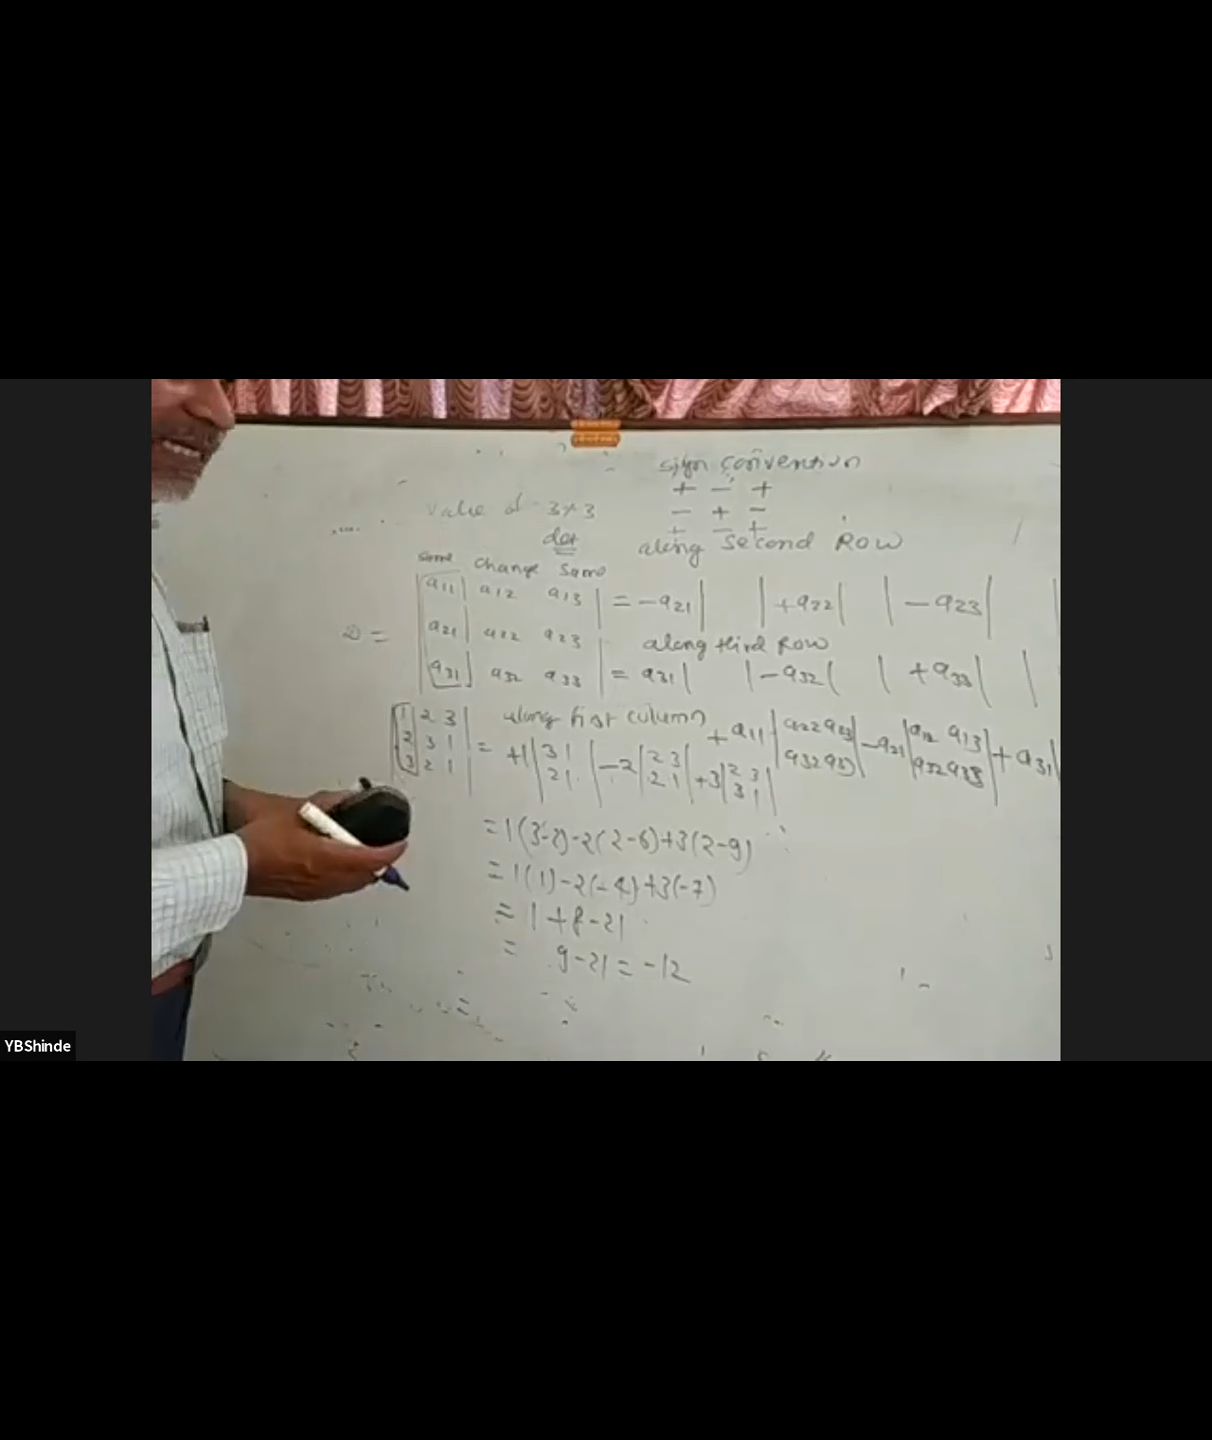 sign convention
+ - +
- + -
+ - +
value of 3×3
det
along second Row
same change same
D = | a11 a12 a13 | = -a21| | +a22| | -a23| |
| a21 a22 a23 |
along third Row
| a31 a32 a33 | = a31| | -a32| | +a33| |
along first column +a11 |a22 a23| -a21 |a12 a13| + a31|
a32 a33 a32 a33
|1 2 3|
|2 3 1| = +1 |3 1| -2 |2 3| +3 |2 3|
|3 2 1| 2 1 2 1 3 1
=1(3-2)-2(2-6)+3(2-9)
=1(1)-2(-4)+3(-7)
= 1+8-21
= 9-21 = -12
YBShinde